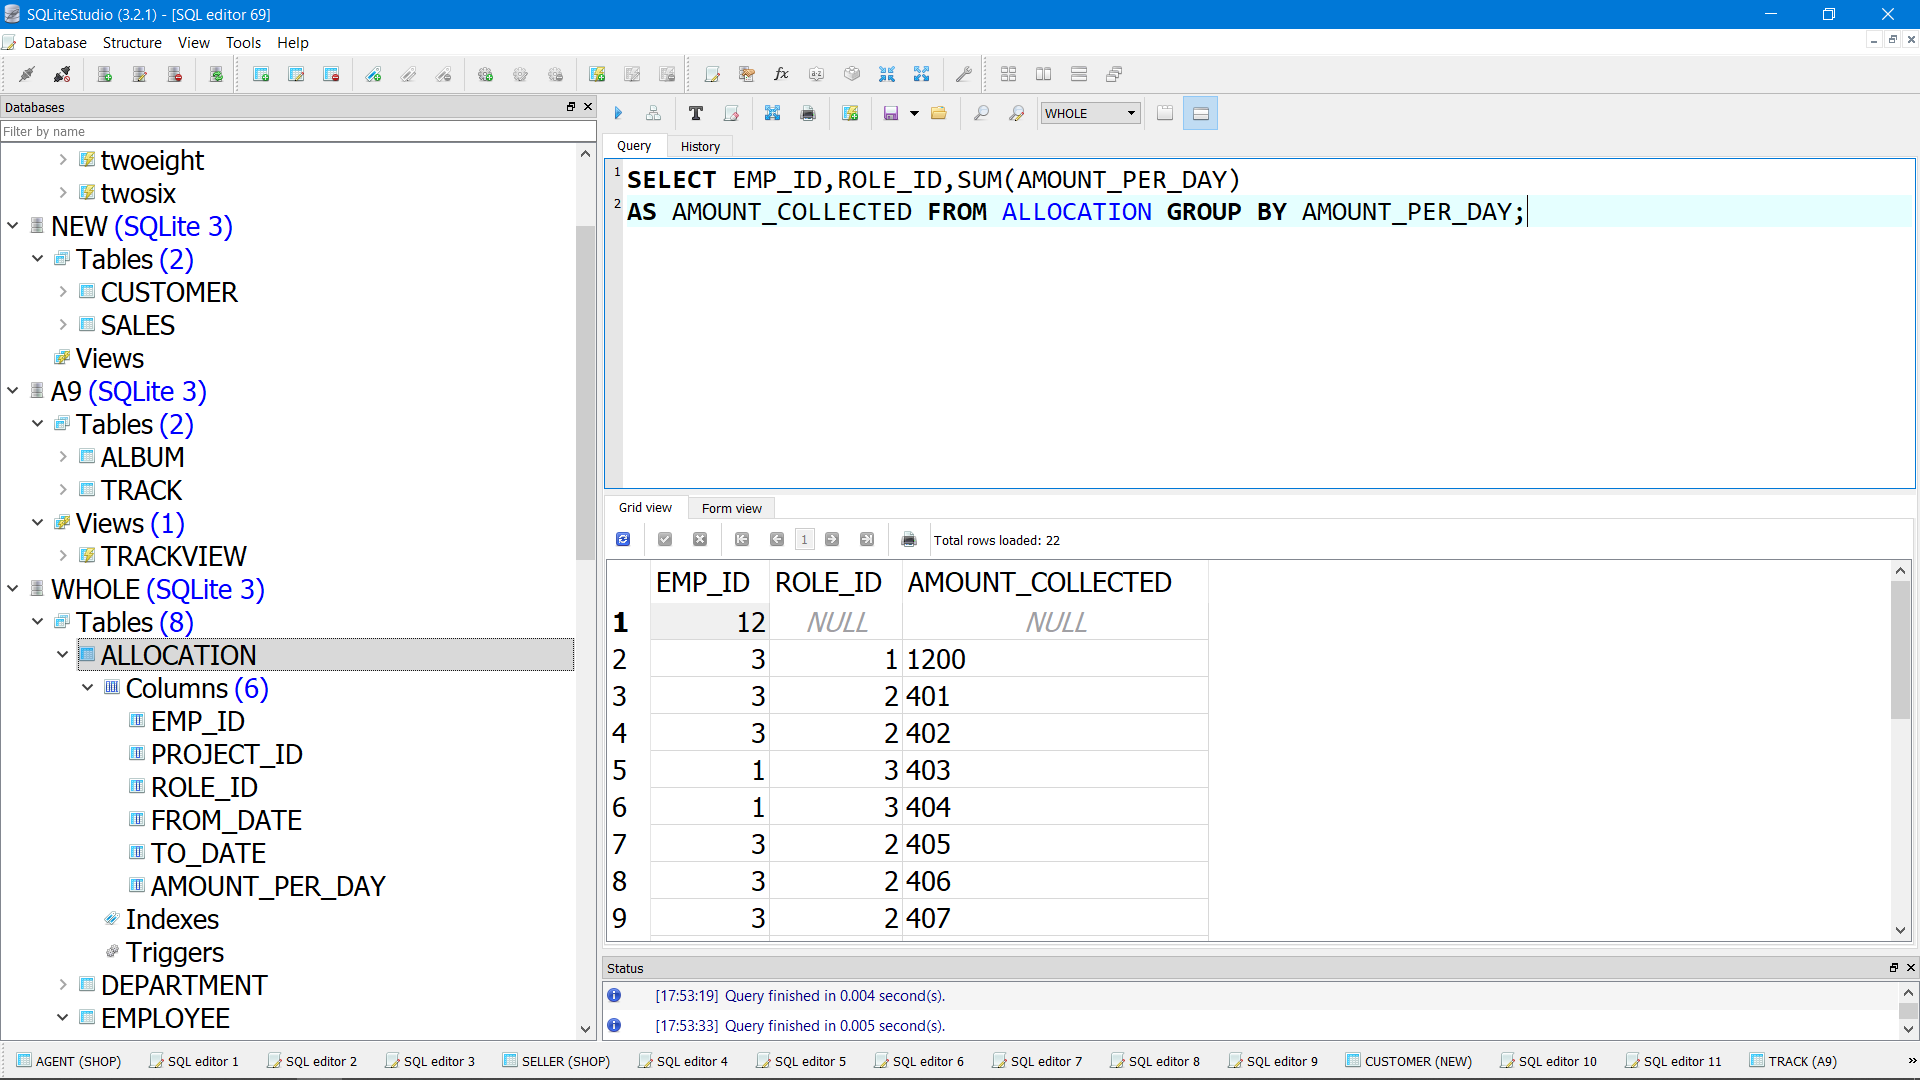 SQLiteStudio (3.2.1) - [SQL editor 69]
Database Structure View Tools Help
Databases
Filter by name
twoeight
twosix
NEW (SQLite 3)
Tables (2)
CUSTOMER
SALES
Views
A9 (SQLite 3)
Tables (2)
ALBUM
TRACK
Views (1)
TRACKVIEW
WHOLE (SQLite 3)
Tables (8)
ALLOCATION
Columns (6)
EMP_ID
PROJECT_ID
ROLE_ID
FROM_DATE
TO_DATE
AMOUNT_PER_DAY
Indexes
Triggers
DEPARTMENT
EMPLOYEE
WHOLE
Query History
1 SELECT EMP_ID,ROLE_ID,SUM(AMOUNT_PER_DAY)
2 AS AMOUNT_COLLECTED FROM ALLOCATION GROUP BY AMOUNT_PER_DAY;
Grid view Form view
1 Total rows loaded: 22
EMP_ID ROLE_ID AMOUNT_COLLECTED
1 12 NULL NULL
2 3 1 1200
3 3 2 401
4 3 2 402
5 1 3 403
6 1 3 404
7 3 2 405
8 3 2 406
9 3 2 407
Status
[17:53:19] Query finished in 0.004 second(s).
[17:53:33] Query finished in 0.005 second(s).
AGENT (SHOP) SQL editor 1 SQL editor 2 SQL editor 3 SELLER (SHOP) SQL editor 4 SQL editor 5 SQL editor 6 SQL editor 7 SQL editor 8 SQL editor 9 CUSTOMER (NEW) SQL editor 10 SQL editor 11 TRACK (A9) »